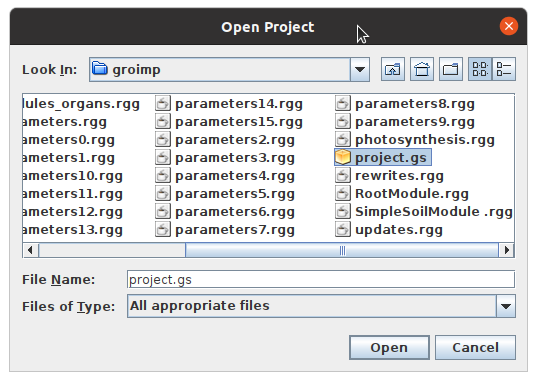 Open Project
Look In: groimp
ules_organs.rgg parameters14.rgg parameters8.rgg
ameters.rgg parameters15.rgg parameters9.rgg
ameters0.rgg parameters2.rgg photosynthesis.rgg
ameters1.rgg parameters3.rgg project.gs
ameters10.rgg parameters4.rgg rewrites.rgg
ameters11.rgg parameters5.rgg RootModule.rgg
ameters12.rgg parameters6.rgg SimpleSoilModule .rgg
ameters13.rgg parameters7.rgg updates.rgg
File Name: project.gs
Files of Type: All appropriate files
Open Cancel